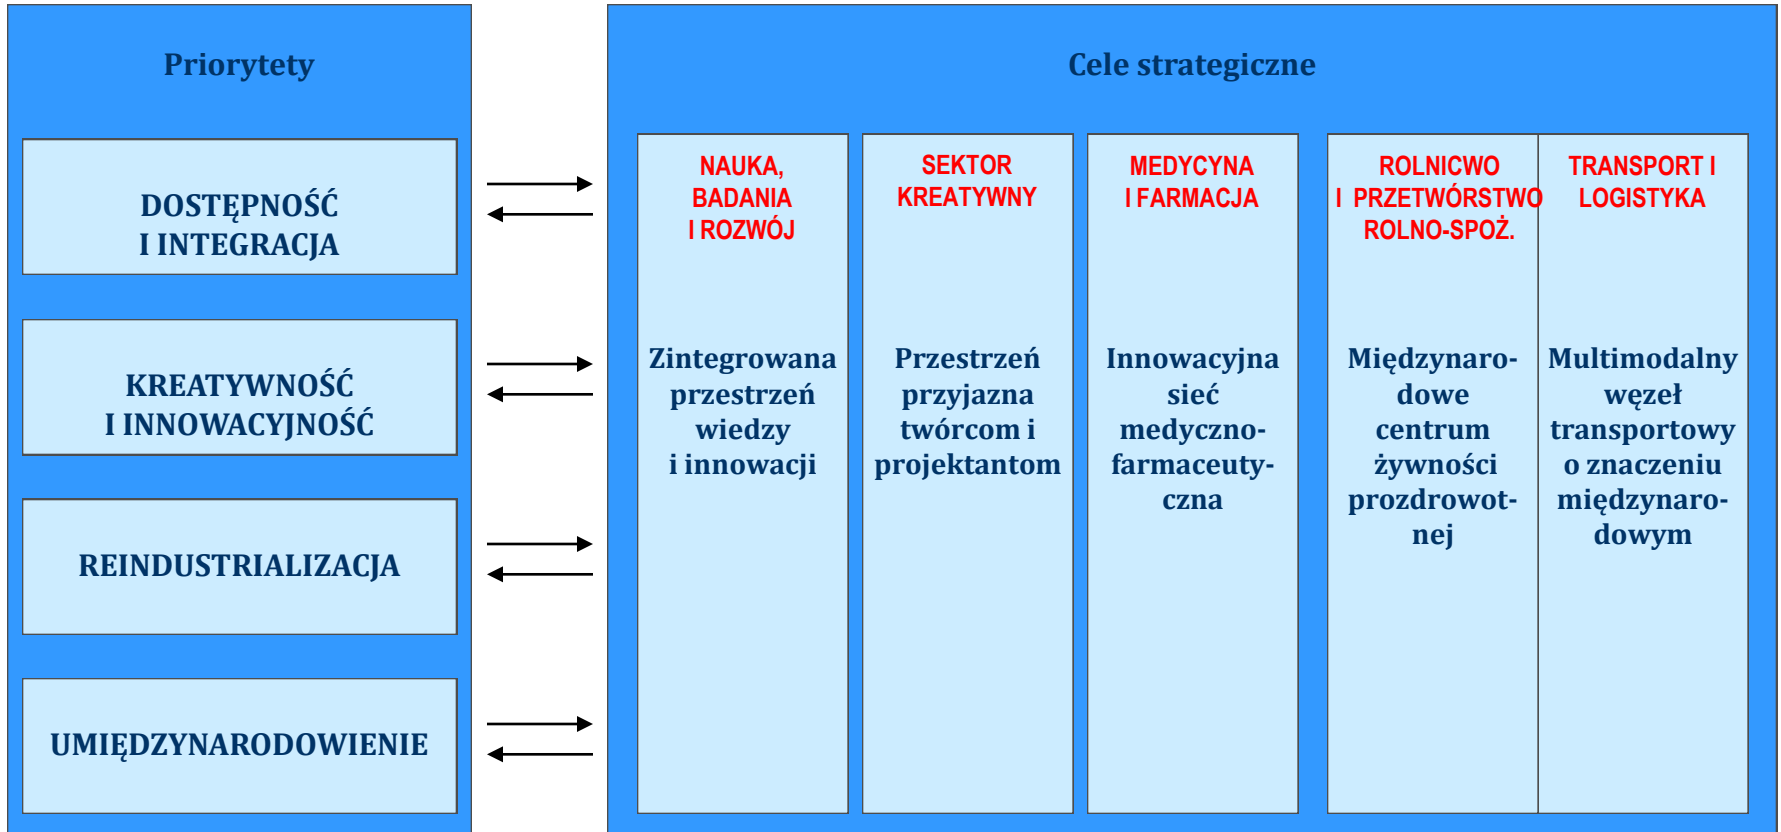 Priorytety
DOSTĘPNOŚĆ
I INTEGRACJA
KREATYWNOŚĆ
I INNOWACYJNOŚĆ
REINDUSTRIALIZACJA
UMIĘDZYNARODOWIENIE
Cele strategiczne
NAUKA,
BADANIA
I ROZWÓJ
Zintegrowana
przestrzeń
wiedzy
i innowacji
SEKTOR
KREATYWNY
Przestrzeń
przyjazna
twórcom i
projektantom
MEDYCYNA
I FARMACJA
Innowacyjna
sieć
medyczno-
farmaceuty-
czna
ROLNICWO
I PRZETWÓRSTWO
ROLNO-SPOŻ.
Międzynaro-
dowe
centrum
żywności
prozdrowot-
nej
TRANSPORT I
LOGISTYKA
Multimodalny
węzeł
transportowy
o znaczeniu
międzynaro-
dowym